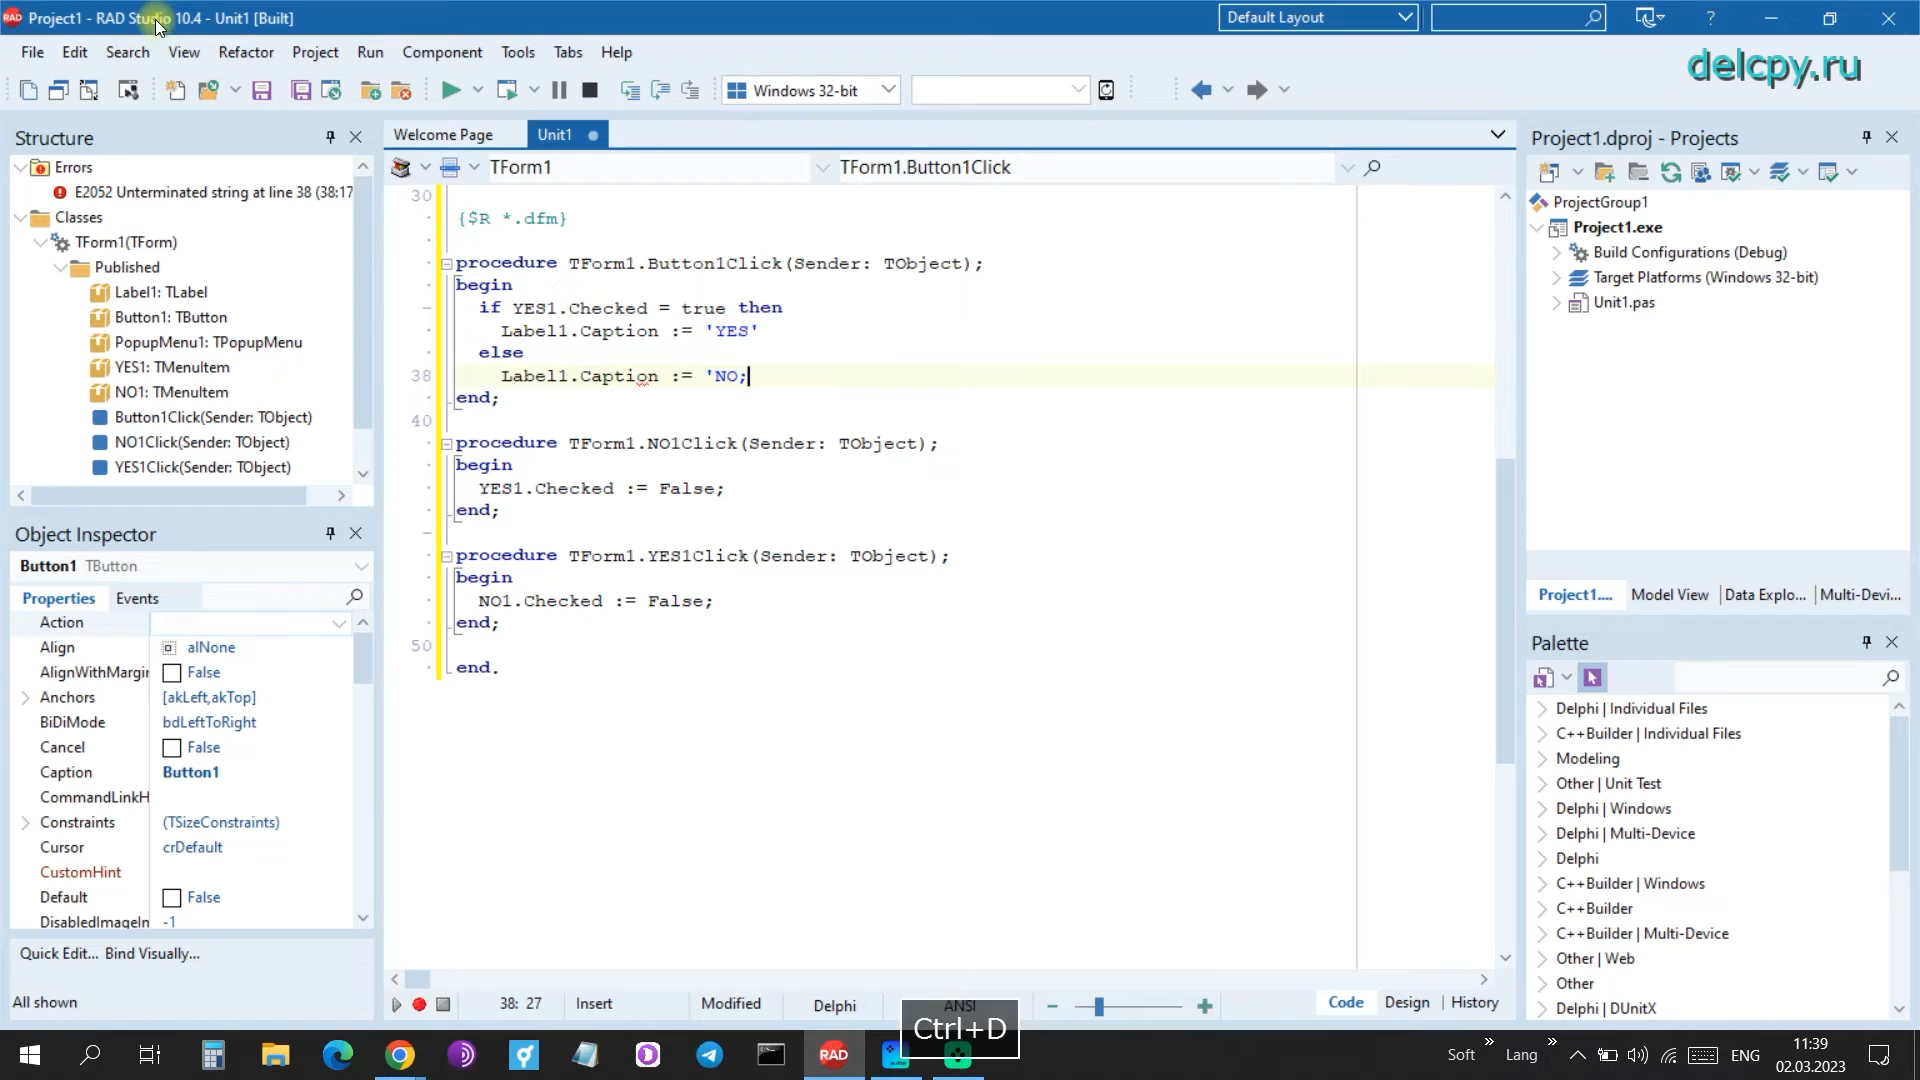 Project1 - RAD Studio 10.4 - Unit1 [Built]
Default Layout
File Edit Search View Refactor Project Run Component Tools Tabs Help
delcpy.ru
Windows 32-bit
Structure
Errors
E2052 Unterminated string at line 38 (38:17
Classes
TForm1(TForm)
Published
Label1: TLabel
Button1: TButton
PopupMenu1: TPopupMenu
YES1: TMenuItem
NO1: TMenuItem
Button1Click(Sender: TObject)
NO1Click(Sender: TObject)
YES1Click(Sender: TObject)
Object Inspector
Button1 TButton
Properties Events
Action
Align alNone
AlignWithMargin False
Anchors [akLeft,akTop]
BiDiMode bdLeftToRight
Cancel False
Caption Button1
CommandLinkH
Constraints (TSizeConstraints)
Cursor crDefault
CustomHint
Default False
DisabledImageIn -1
Quick Edit... Bind Visually...
All shown
Welcome Page Unit1
TForm1 TForm1.Button1Click
30
{$R *.dfm}
procedure TForm1.Button1Click(Sender: TObject);
begin
if YES1.Checked = true then
Label1.Caption := 'YES'
else
38 Label1.Caption := 'NO;
end;
40
procedure TForm1.NO1Click(Sender: TObject);
begin
YES1.Checked := False;
end;
procedure TForm1.YES1Click(Sender: TObject);
begin
NO1.Checked := False;
end;
50
end.
38: 27 Insert Modified Delphi ANSI
Code Design History
Ctrl+D
Project1.dproj - Projects
ProjectGroup1
Project1.exe
Build Configurations (Debug)
Target Platforms (Windows 32-bit)
Unit1.pas
Project1.... Model View Data Explo... Multi-Devi...
Palette
Delphi | Individual Files
C++Builder | Individual Files
Modeling
Other | Unit Test
Delphi | Windows
Delphi | Multi-Device
Delphi
C++Builder | Windows
C++Builder
C++Builder | Multi-Device
Other | Web
Other
Delphi | DUnitX
RAD
Soft Lang ENG
11:39
02.03.2023